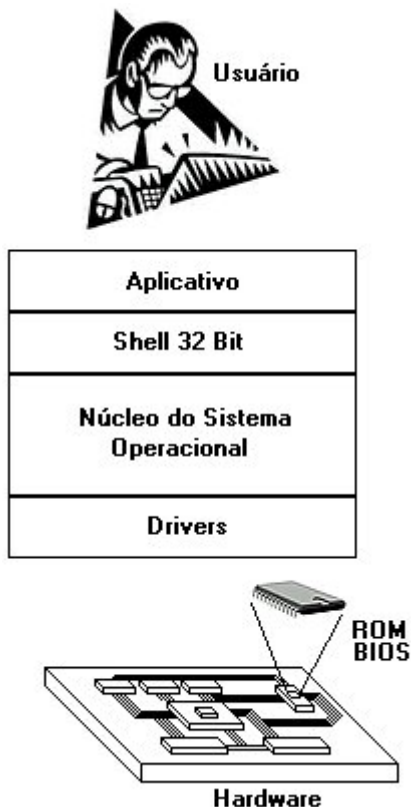 Usuário
Aplicativo
Shell 32 Bit
Núcleo do Sistema
Operacional
Drivers
ROM
BIOS
Hardware